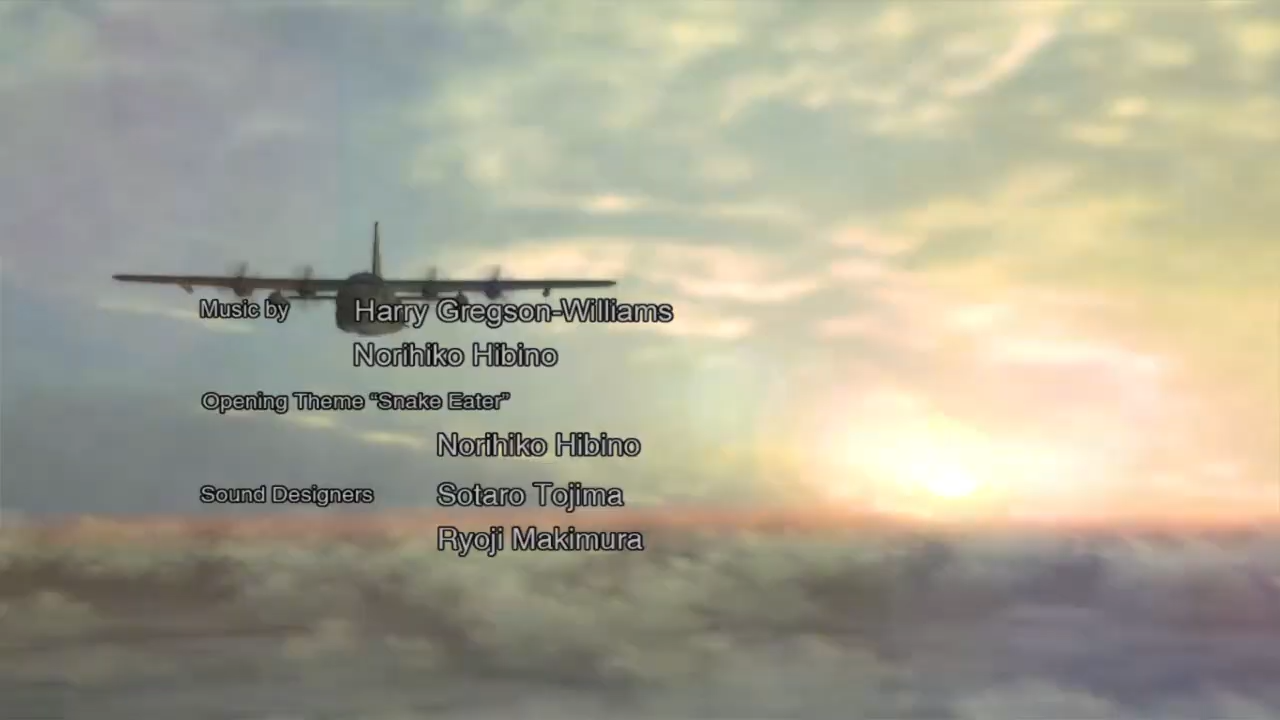 Music by Harry Gregson-Williams
Norihiko Hibino
Opening Theme “Snake Eater”
Norihiko Hibino
Sound Designers Sotaro Tojima
Ryoji Makimura